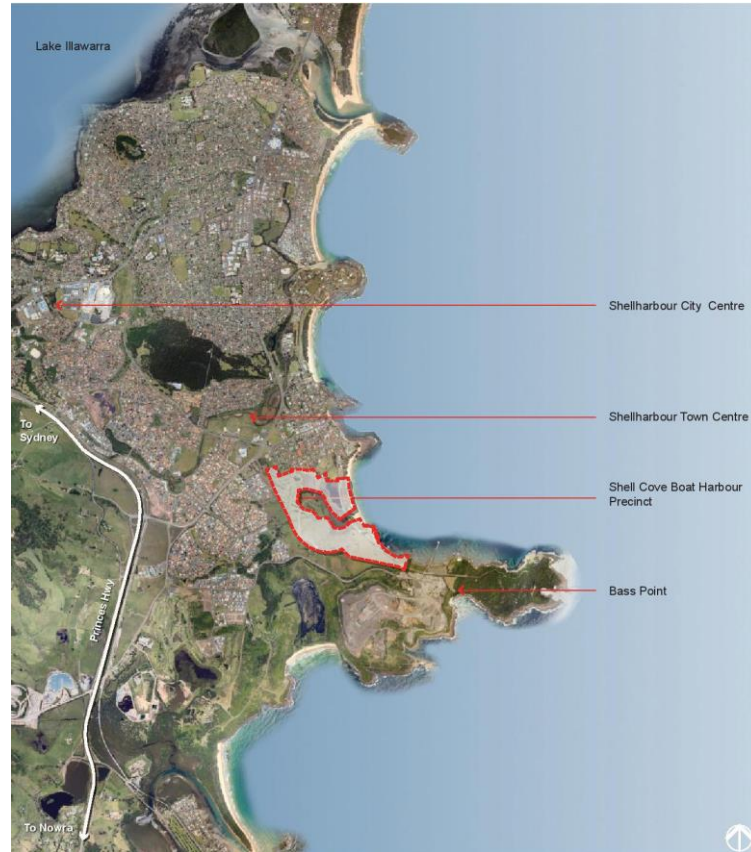 Lake Illawarra
Shellharbour City Centre
To
Sydney
Shellharbour Town Centre
Shell Cove Boat Harbour
Precinct
Princes Hwy
Bass Point
To Nowra